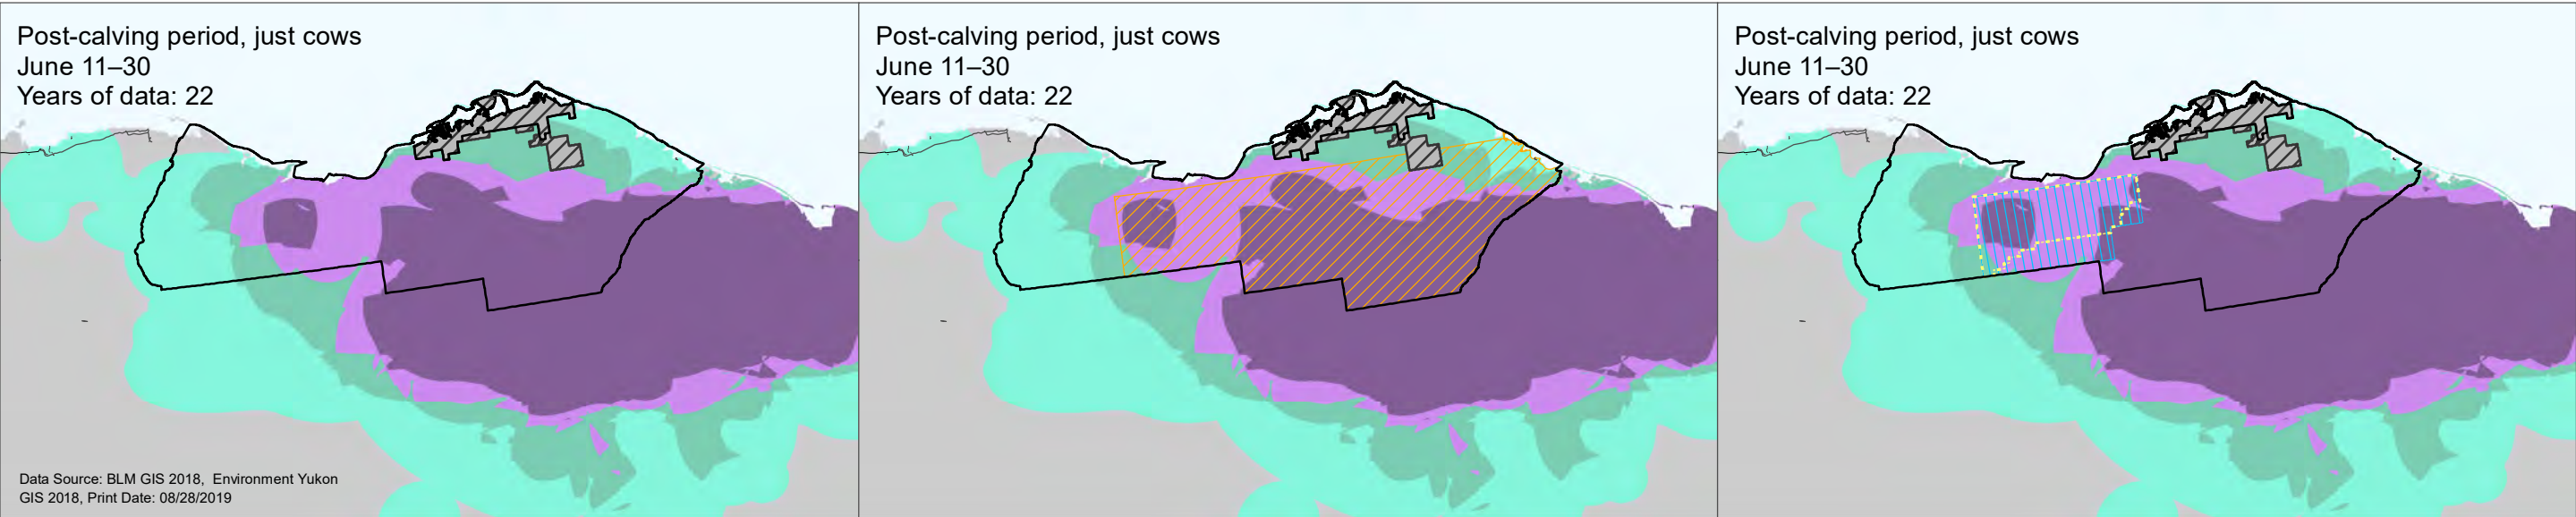 Post-calving period, just cows
June 11–30
Years of data: 22
Data Source: BLM GIS 2018,  Environment Yukon
GIS 2018, Print Date: 08/28/2019
Post-calving period, just cows
June 11–30
Years of data: 22
Post-calving period, just cows
June 11–30
Years of data: 22